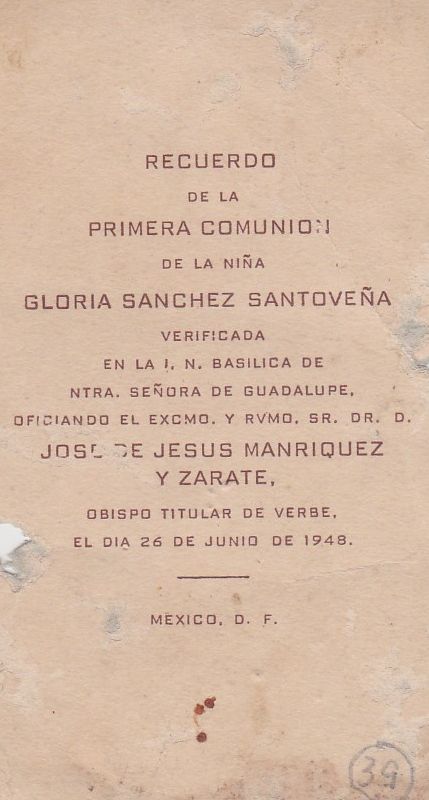 RECUERDO
DE LA
PRIMERA COMUNION
DE LA NIÑA
GLORIA SANCHEZ SANTOVEÑA
VERIFICADA
EN LA I. N. BASILICA DE
NTRA. SEÑORA DE GUADALUPE,
OFICIANDO EL EXCMO. Y RVMO. SR. DR. D.
JOSE DE JESUS MANRIQUEZ
Y ZARATE,
OBISPO TITULAR DE VERBE,
EL DIA 26 DE JUNIO DE 1948.
MEXICO, D. F.
39